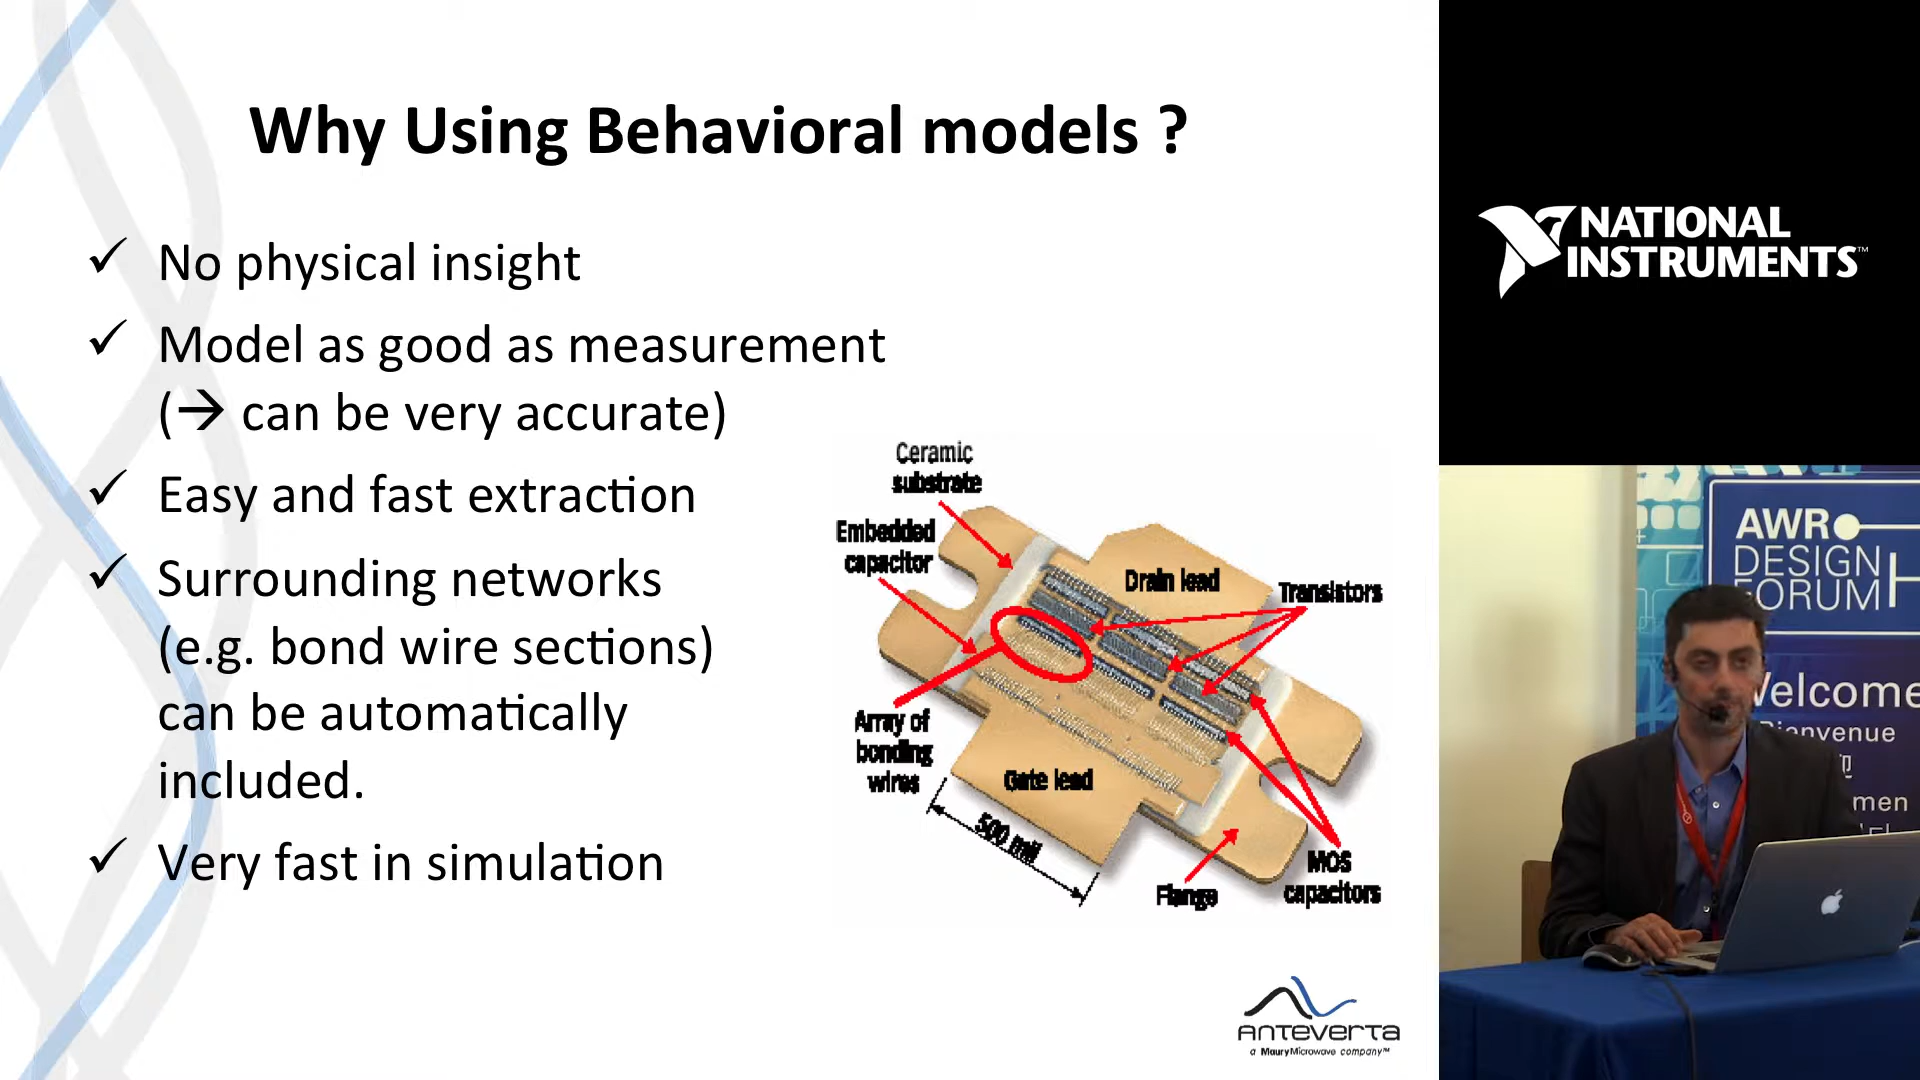 Why Using Behavioral models ?
✓ No physical insight
✓ Model as good as measurement
(→ can be very accurate)
✓ Easy and fast extraction
✓ Surrounding networks
(e.g. bond wire sections)
can be automatically
included.
✓ Very fast in simulation
Ceramic
substrate
Embedded
capacitor
Drain lead
Transistors
Array of
bonding
wires
Gate lead
500 mil
Flange
MOS
capacitors
ANTEVERTA
a MauryMicrowave company™
NATIONAL
INSTRUMENTS™
AWR
DESIGN
FORUM
Welcome
Bienvenue